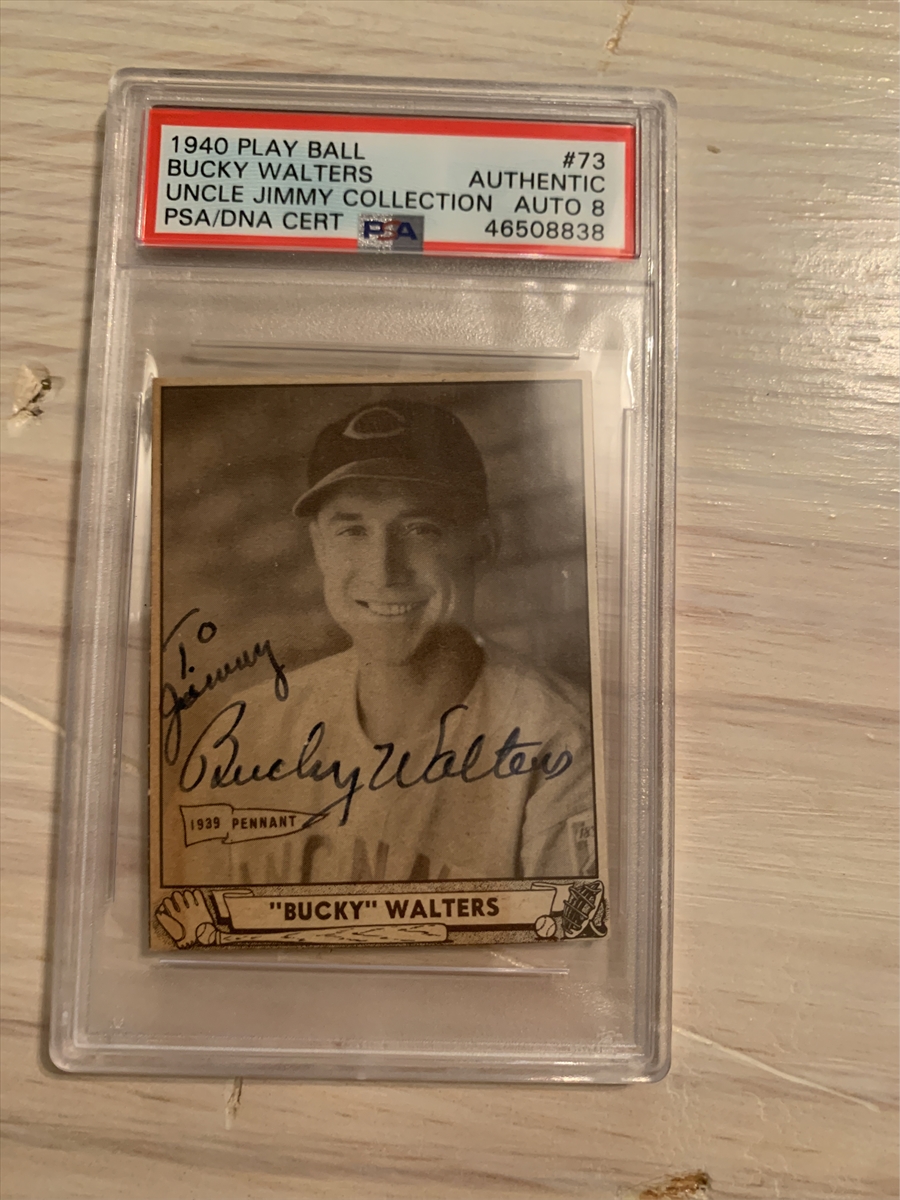 1940 PLAY BALL #73
BUCKY WALTERS AUTHENTIC
UNCLE JIMMY COLLECTION AUTO 8
PSA/DNA CERT PSA 46508838
C
To
Jimmy
Bucky Walters
1939 PENNANT
"BUCKY" WALTERS